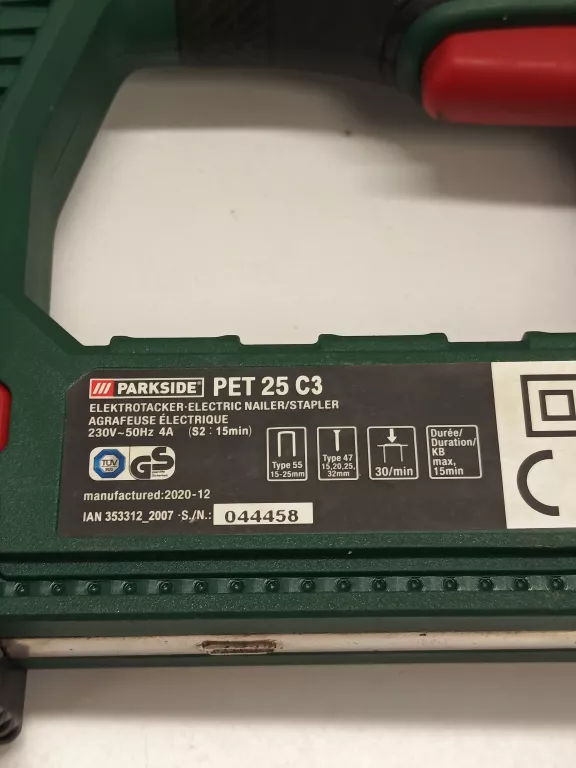 /// PARKSIDE® PET 25 C3
ELEKTROTACKER·ELECTRIC NAILER/STAPLER
AGRAFEUSE ÉLECTRIQUE
230V~50Hz 4A (S2: 15min)
TÜV GS
Type 55
15-25mm
Type 47
15,20,25,
32mm
30/min
Durée/
Duration/
KB
max,
15min
manufactured:2020-12
IAN 353312_2007 ·S./N.: 044458
C